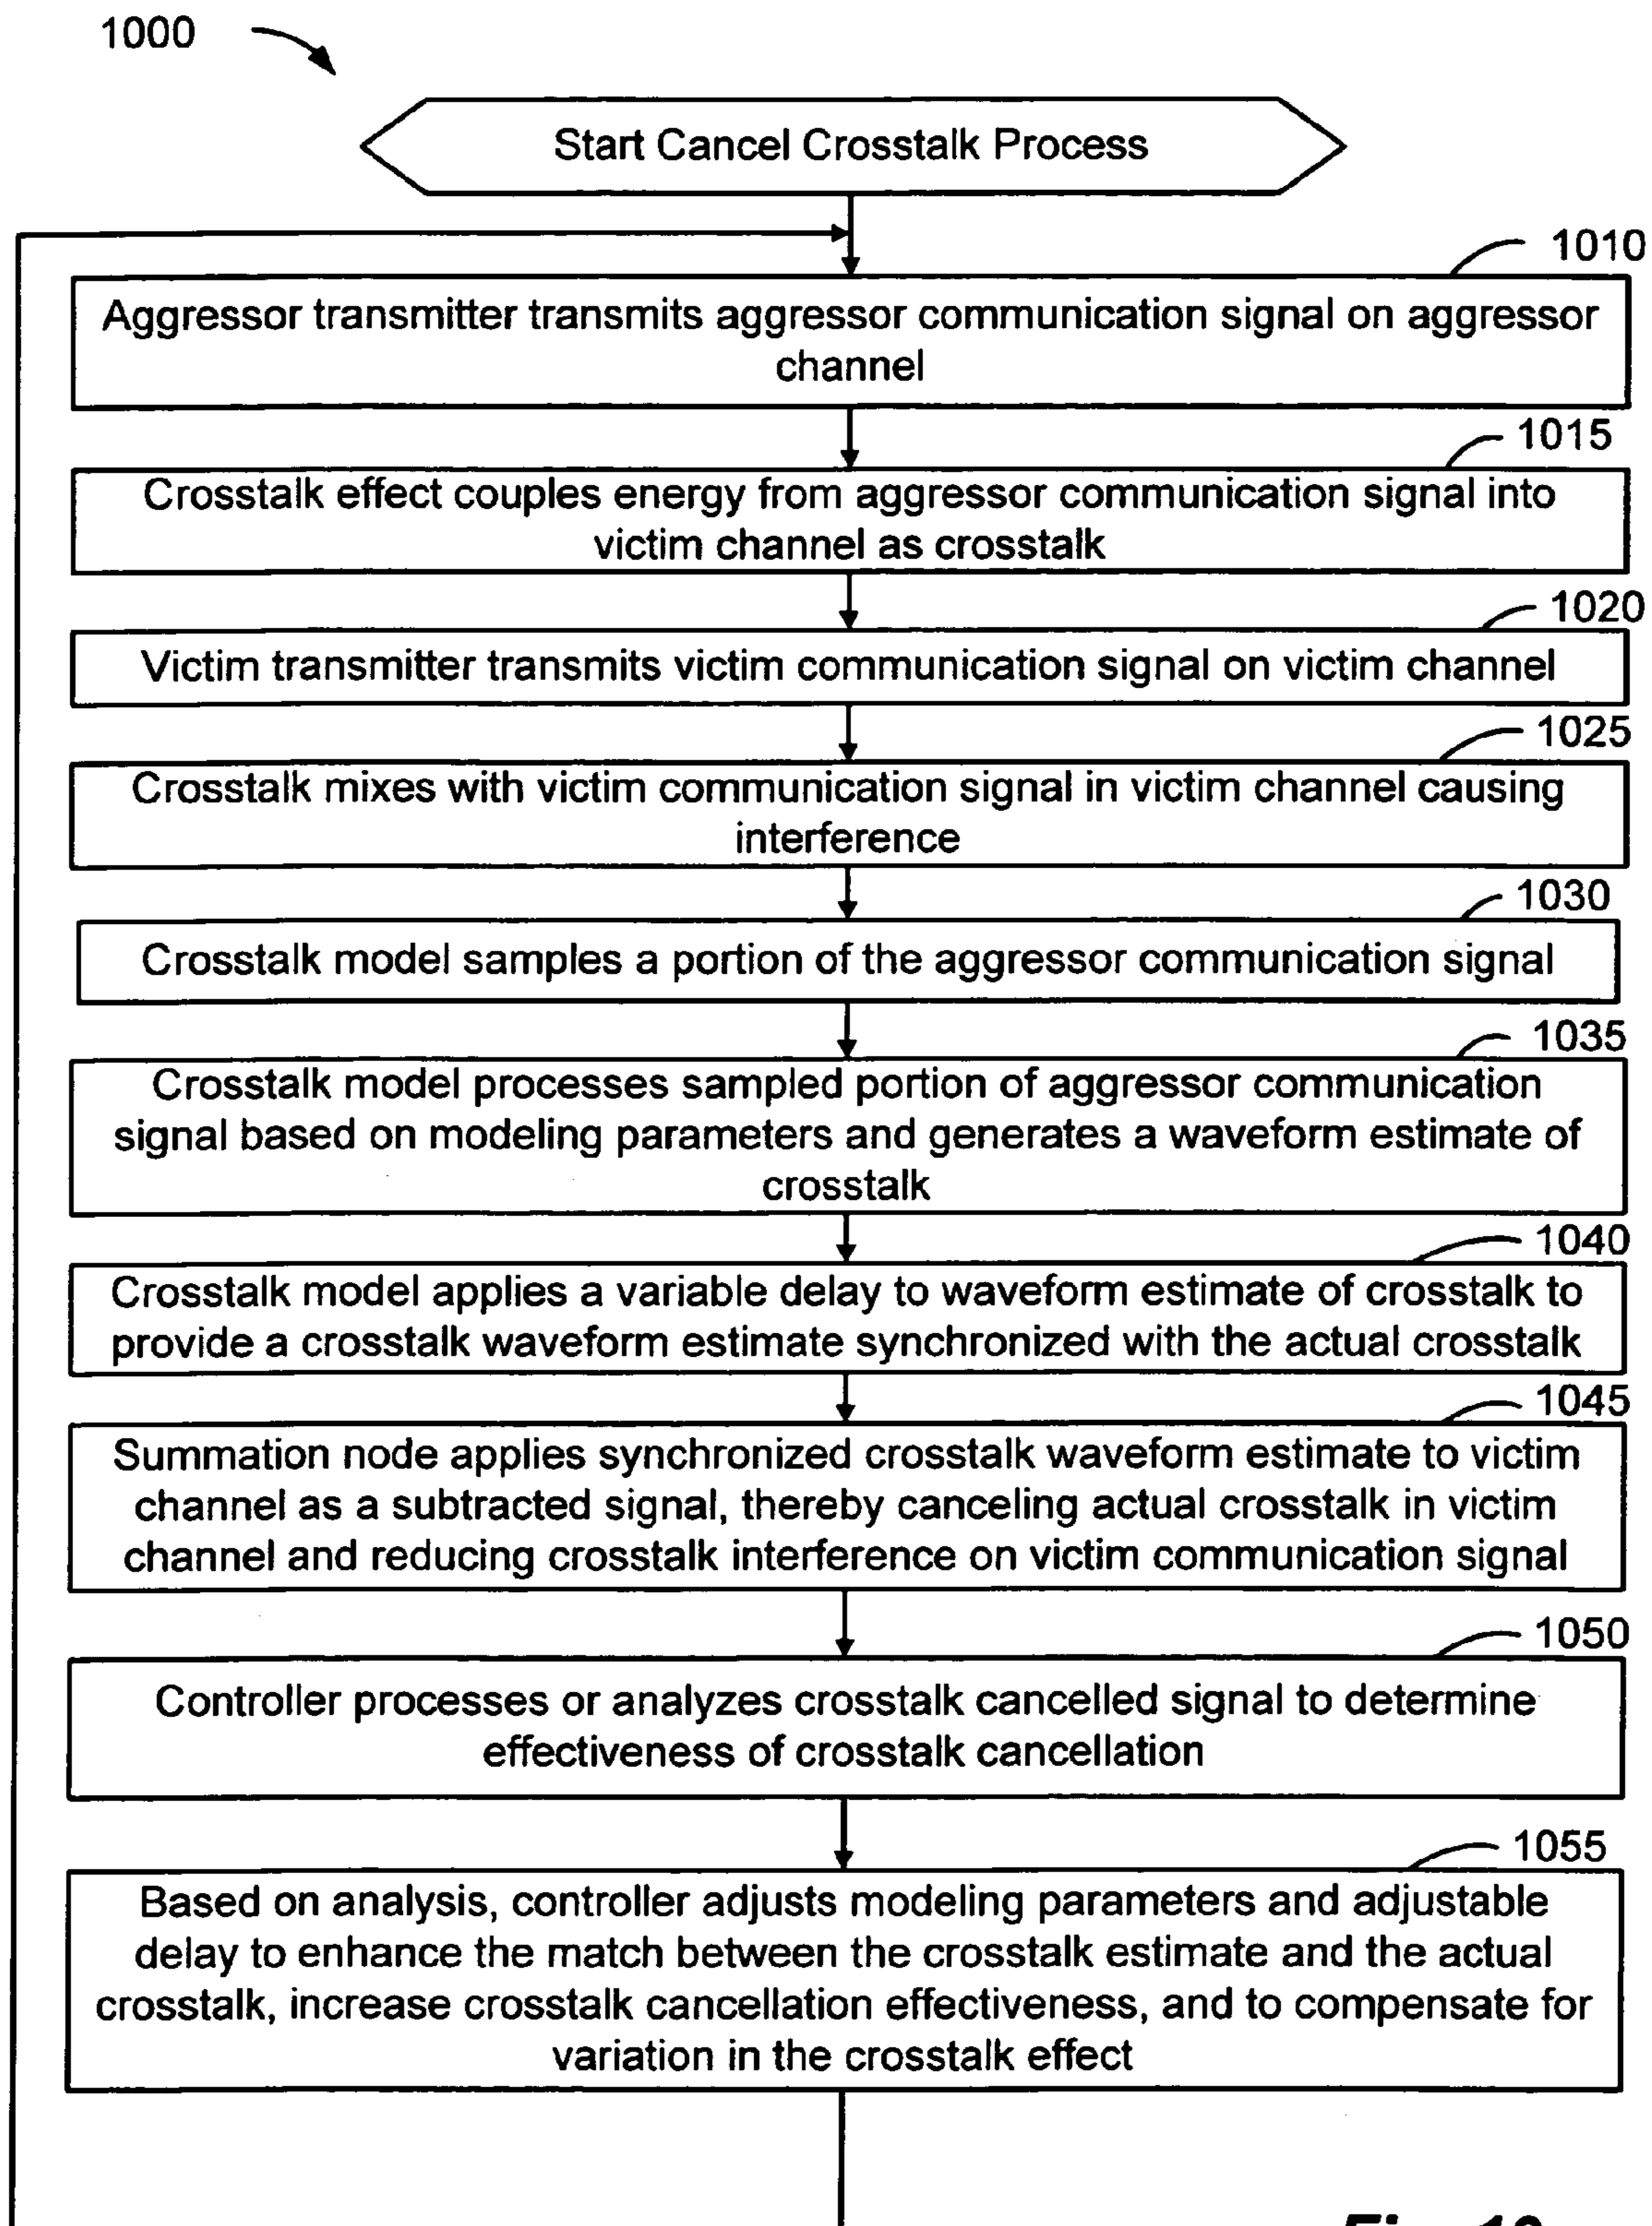 1000
Start Cancel Crosstalk Process
1010
Aggressor transmitter transmits aggressor communication signal on aggressor
channel
1015
Crosstalk effect couples energy from aggressor communication signal into
victim channel as crosstalk
1020
Victim transmitter transmits victim communication signal on victim channel
1025
Crosstalk mixes with victim communication signal in victim channel causing
interference
1030
Crosstalk model samples a portion of the aggressor communication signal
1035
Crosstalk model processes sampled portion of aggressor communication
signal based on modeling parameters and generates a waveform estimate of
crosstalk
1040
Crosstalk model applies a variable delay to waveform estimate of crosstalk to
provide a crosstalk waveform estimate synchronized with the actual crosstalk
1045
Summation node applies synchronized crosstalk waveform estimate to victim
channel as a subtracted signal, thereby canceling actual crosstalk in victim
channel and reducing crosstalk interference on victim communication signal
1050
Controller processes or analyzes crosstalk cancelled signal to determine
effectiveness of crosstalk cancellation
1055
Based on analysis, controller adjusts modeling parameters and adjustable
delay to enhance the match between the crosstalk estimate and the actual
crosstalk, increase crosstalk cancellation effectiveness, and to compensate for
variation in the crosstalk effect